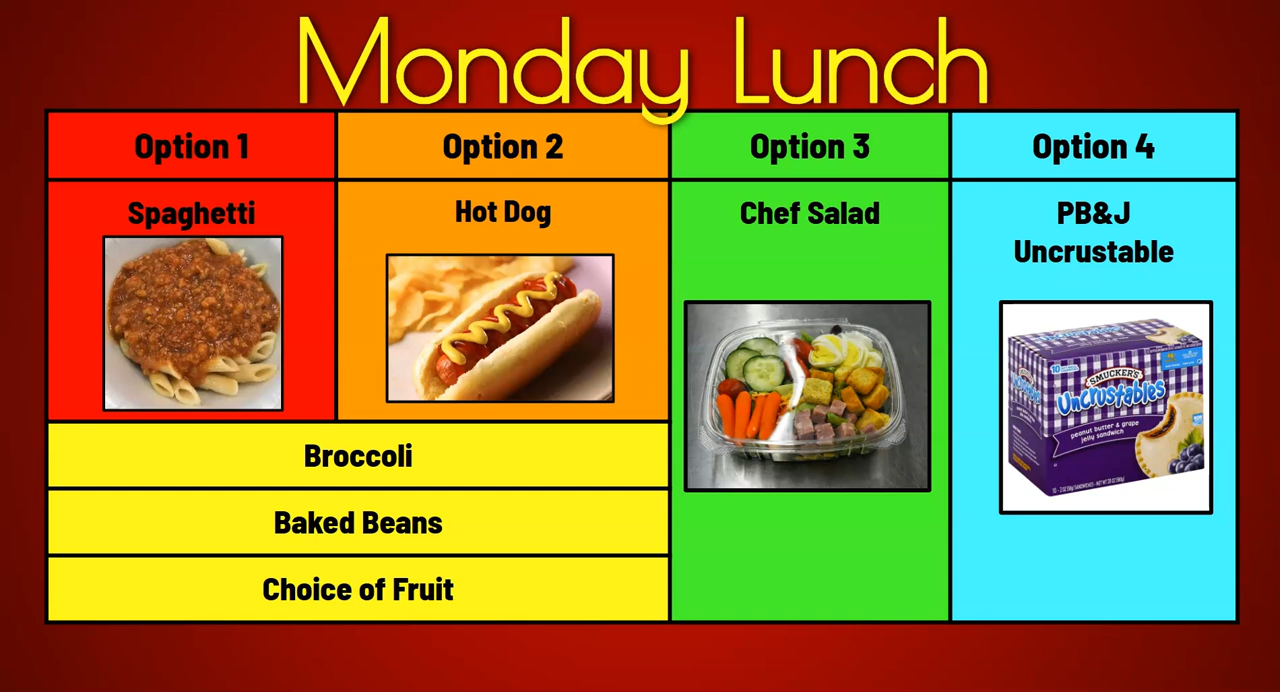 Monday Lunch
Option 1
Option 2
Option 3
Option 4
Spaghetti
Hot Dog
Chef Salad
PB&J
Uncrustable
Broccoli
Baked Beans
Choice of Fruit
10
SMUCKER'S
Uncrustables
peanut butter & grape
jelly sandwich